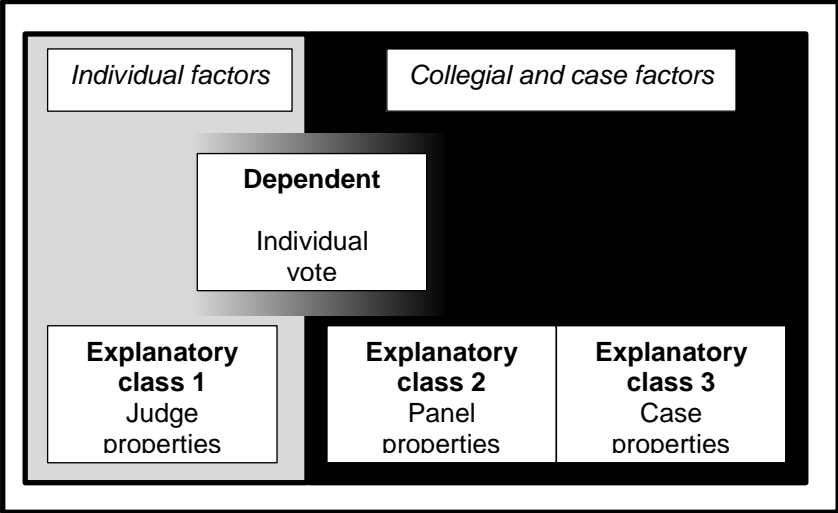 Individual factors
Collegial and case factors
Dependent
Individual
vote
Explanatory
class 1
Judge
properties
Explanatory
class 2
Panel
properties
Explanatory
class 3
Case
properties